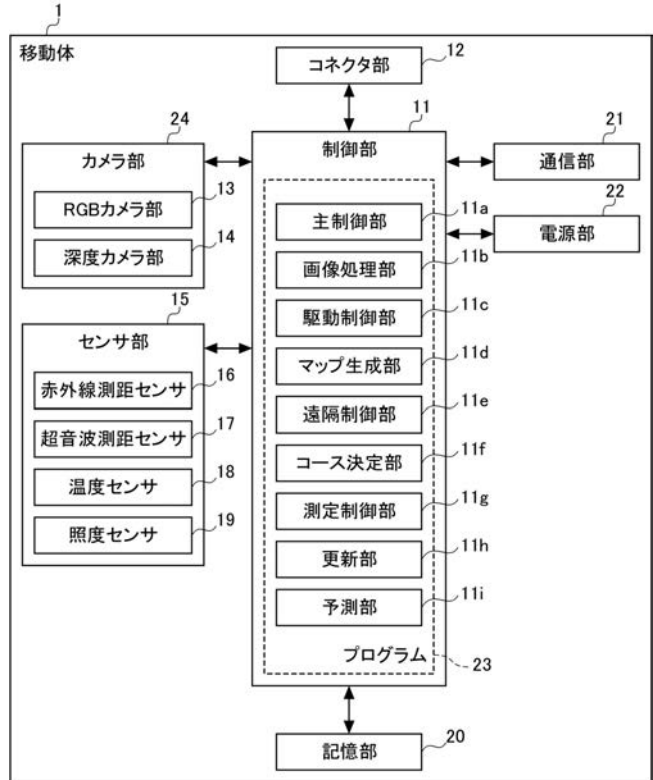 1
移動体
コネクタ部
12
24
カメラ部
RGBカメラ部
13
深度カメラ部
14
15
センサ部
赤外線測距センサ
16
超音波測距センサ
17
温度センサ
18
照度センサ
19
11
制御部
主制御部
11a
画像処理部
11b
駆動制御部
11c
マップ生成部
11d
遠隔制御部
11e
コース決定部
11f
測定制御部
11g
更新部
11h
予測部
11i
プログラム
23
21
通信部
22
電源部
記憶部
20